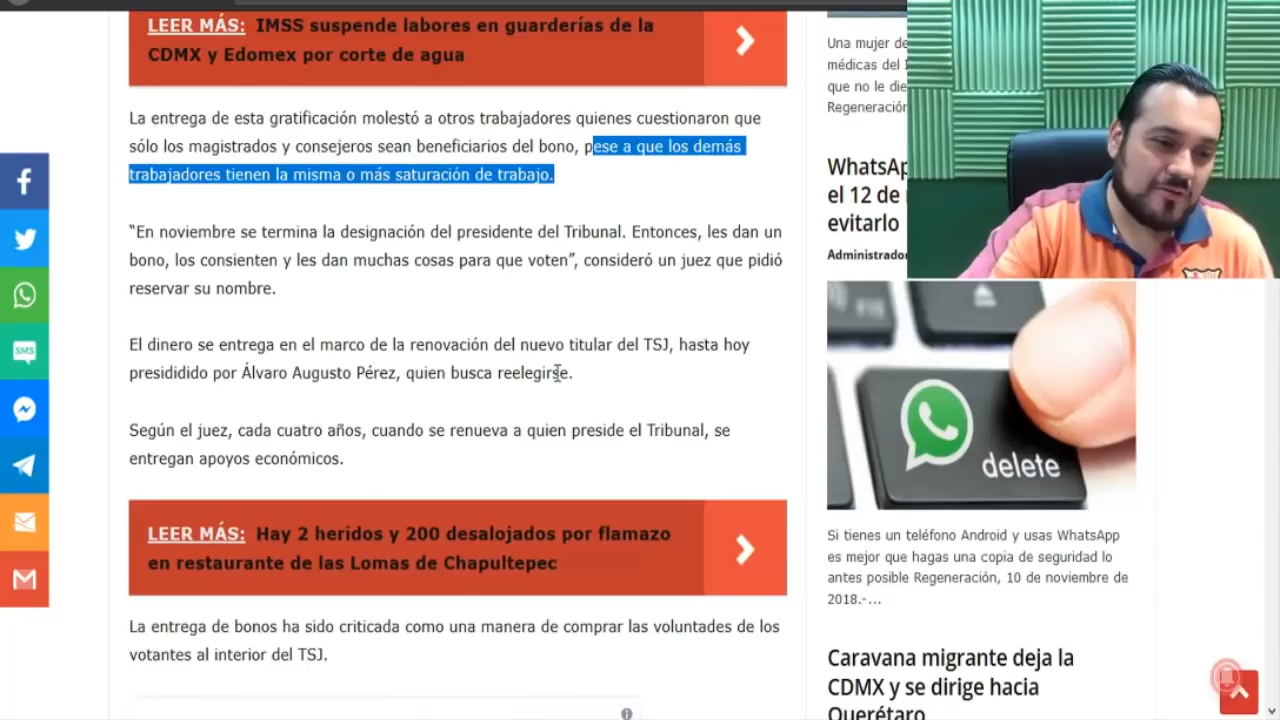 LEER MÁS: IMSS suspende labores en guarderías de la
CDMX y Edomex por corte de agua
La entrega de esta gratificación molestó a otros trabajadores quienes cuestionaron que
sólo los magistrados y consejeros sean beneficiarios del bono, pese a que los demás
trabajadores tienen la misma o más saturación de trabajo.
“En noviembre se termina la designación del presidente del Tribunal. Entonces, les dan un
bono, los consienten y les dan muchas cosas para que voten”, consideró un juez que pidió
reservar su nombre.
El dinero se entrega en el marco de la renovación del nuevo titular del TSJ, hasta hoy
presididido por Álvaro Augusto Pérez, quien busca reelegirse.
Según el juez, cada cuatro años, cuando se renueva a quien preside el Tribunal, se
entregan apoyos económicos.
LEER MÁS: Hay 2 heridos y 200 desalojados por flamazo
en restaurante de las Lomas de Chapultepec
La entrega de bonos ha sido criticada como una manera de comprar las voluntades de los
votantes al interior del TSJ.
SMS
Una mujer de
médicas del
que no le die
Regeneración
WhatsAp
el 12 de
evitarlo
Administrador
delete
Si tienes un teléfono Android y usas WhatsApp
es mejor que hagas una copia de seguridad lo
antes posible Regeneración, 10 de noviembre de
2018.-...
Caravana migrante deja la
CDMX y se dirige hacia
Querétaro